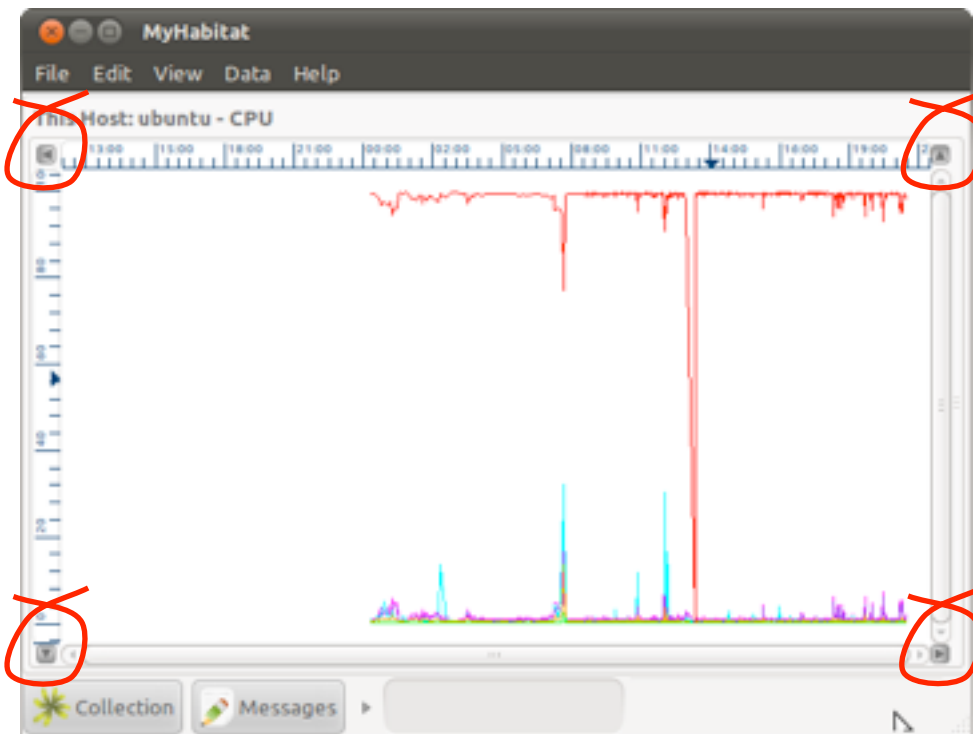 MyHabitat
File Edit View Data Help
This Host: ubuntu - CPU
13:00 15:00 18:00 21:00 00:00 02:00 05:00 08:00 11:00 14:00 16:00 19:00
80
60
40
20
0
Collection Messages